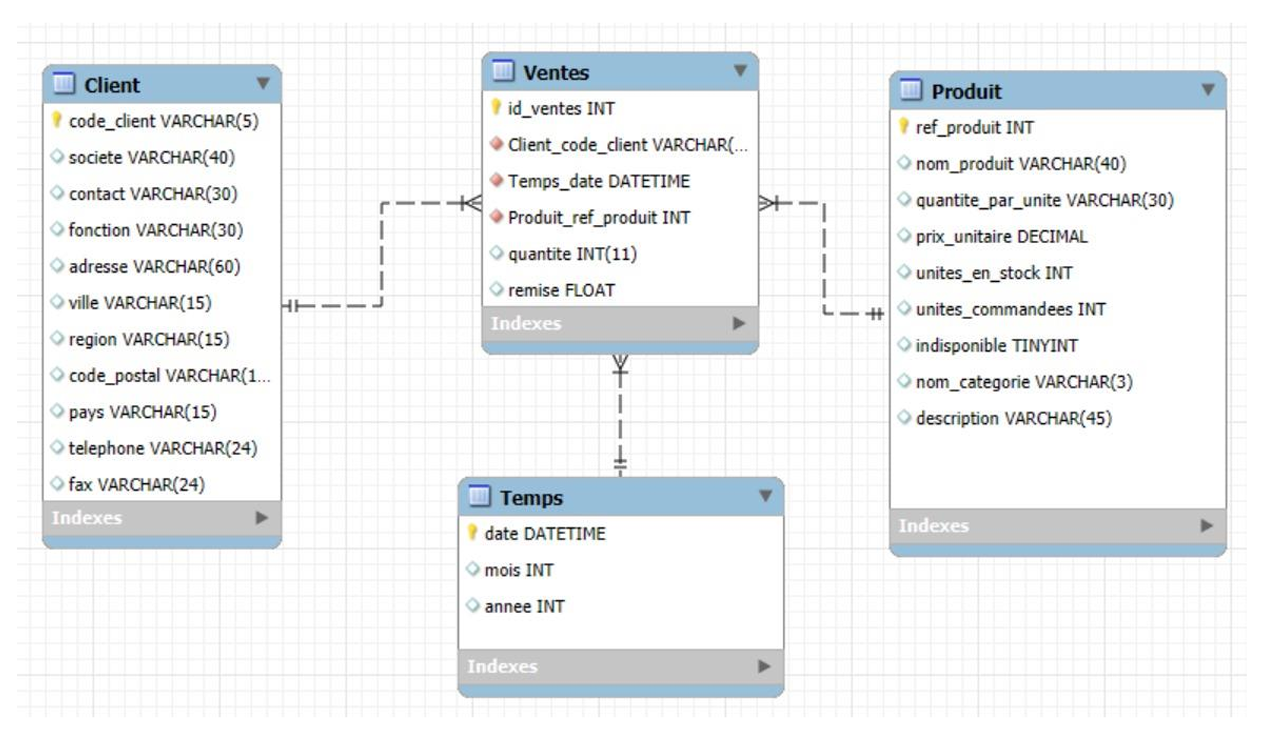 Client
code_client VARCHAR(5)
societe VARCHAR(40)
contact VARCHAR(30)
fonction VARCHAR(30)
adresse VARCHAR(60)
ville VARCHAR(15)
region VARCHAR(15)
code_postal VARCHAR(1...
pays VARCHAR(15)
telephone VARCHAR(24)
fax VARCHAR(24)
Indexes
Ventes
id_ventes INT
Client_code_client VARCHAR(...
Temps_date DATETIME
Produit_ref_produit INT
quantite INT(11)
remise FLOAT
Indexes
Produit
ref_produit INT
nom_produit VARCHAR(40)
quantite_par_unite VARCHAR(30)
prix_unitaire DECIMAL
unites_en_stock INT
unites_commandees INT
indisponible TINYINT
nom_categorie VARCHAR(3)
description VARCHAR(45)
Indexes
Temps
date DATETIME
mois INT
annee INT
Indexes